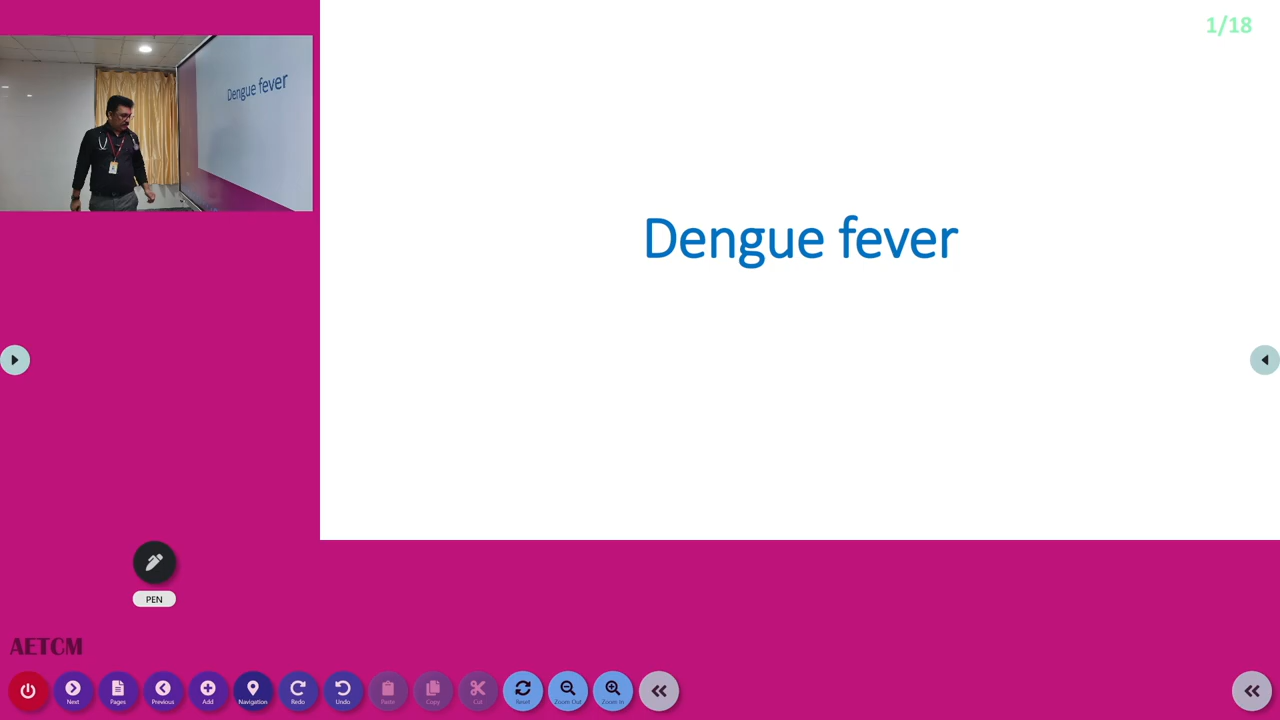 1/18
Dengue fever
Dengue fever
PEN
AETCM
Next
Pages
Previous
Add
Navigation
Redo
Undo
Paste
Copy
Cut
Reset
Zoom Out
Zoom In